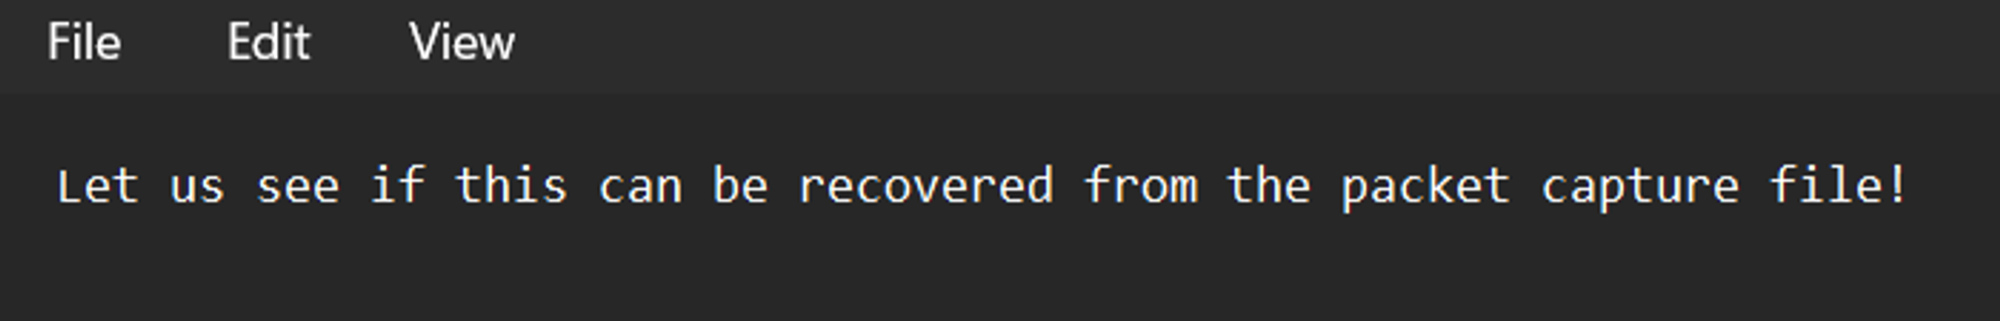 File Edit View
Let us see if this can be recovered from the packet capture file!